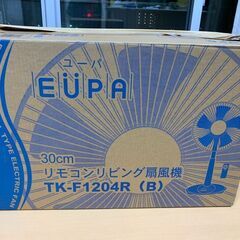 ユーパ
EUPA
30cm
リモコンリビング扇風機
TK-F1204R（B）
TYPE ELECTRIC FAN